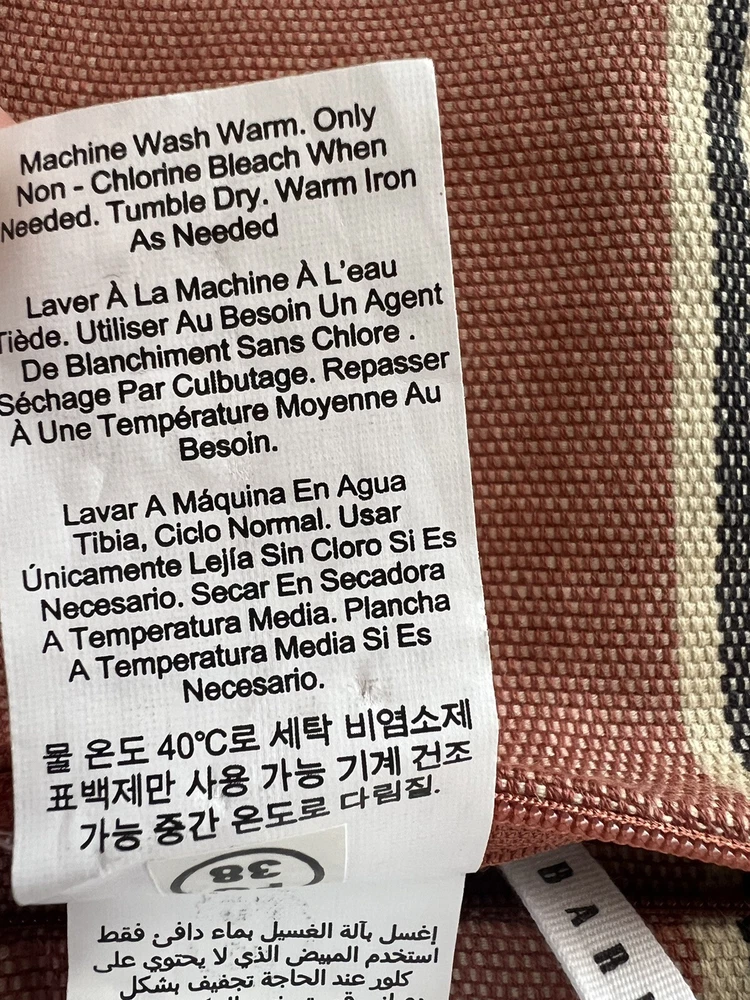 Machine Wash Warm. Only
Non - Chlorine Bleach When
Needed. Tumble Dry. Warm Iron
As Needed
Laver À La Machine À L'eau
Tiède. Utiliser Au Besoin Un Agent
De Blanchiment Sans Chlore .
Séchage Par Culbutage. Repasser
À Une Température Moyenne Au
Besoin.
Lavar A Máquina En Agua
Tibia, Ciclo Normal. Usar
Únicamente Lejía Sin Cloro Si Es
Necesario. Secar En Secadora
A Temperatura Media. Plancha
A Temperatura Media Si Es
Necesario.
물 온도 40℃로 세탁 비염소제
표백제만 사용 가능 기계 건조
가능 중간 온도로 다림질.
38
إغسل بآلة الغسيل بماء دافئ فقط
استخدم المبيض الذي لا يحتوي على
كلور عند الحاجة تجفيف بشكل
BAR